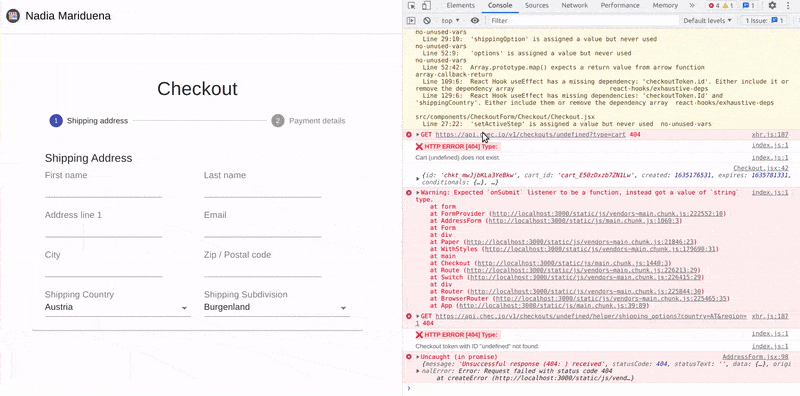 Nadia Mariduena
Checkout
1 Shipping address
2 Payment details
Shipping Address
First name
Last name
Address line 1
Email
City
Zip / Postal code
Shipping Country
Shipping Subdivision
Austria
Burgenland
Elements Console Sources Network Performance Memory » 4 1
top Filter Default levels 1 Issue: 1
no-unused-vars
Line 29:10: 'shippingOption' is assigned a value but never used
no-unused-vars
Line 52:9: 'options' is assigned a value but never used
no-unused-vars
Line 52:42: Array.prototype.map() expects a return value from arrow function
array-callback-return
Line 109:6: React Hook useEffect has a missing dependency: 'checkoutToken.id'. Either include it or
remove the dependency array react-hooks/exhaustive-deps
Line 129:6: React Hook useEffect has missing dependencies: 'checkoutToken.Id' and
'shippingCountry'. Either include them or remove the dependency array react-hooks/exhaustive-deps
src/components/CheckoutForm/Checkout/Checkout.jsx
Line 27:22: 'setActiveStep' is assigned a value but never used no-unused-vars
GET https://api.chec.io/v1/checkouts/undefined?type=cart 404 xhr.js:187
HTTP ERROR [404] Type: index.js:1
Cart (undefined) does not exist. index.js:1
Checkout.jsx:42
{id: 'chkt_mwJjbKLa3YeBkw', cart_id: 'cart_E50zDxzb7ZN1Lw', created: 1635176531, expires: 1635781331,
conditionals: {…}, …}
Warning: Expected `onSubmit` listener to be a function, instead got a value of `string` index.js:1
type.
at form
at FormProvider (http://localhost:3000/static/js/vendors~main.chunk.js:222552:10)
at AddressForm (http://localhost:3000/static/js/main.chunk.js:1069:3)
at Form
at div
at Paper (http://localhost:3000/static/js/vendors~main.chunk.js:21846:23)
at WithStyles (http://localhost:3000/static/js/vendors~main.chunk.js:179690:31)
at main
at Checkout (http://localhost:3000/static/js/main.chunk.js:1440:3)
at Route (http://localhost:3000/static/js/vendors~main.chunk.js:226213:29)
at Switch (http://localhost:3000/static/js/vendors~main.chunk.js:226415:29)
at div
at Router (http://localhost:3000/static/js/vendors~main.chunk.js:225844:30)
at BrowserRouter (http://localhost:3000/static/js/vendors~main.chunk.js:225465:35)
at App (http://localhost:3000/static/js/main.chunk.js:39:89)
GET https://api.chec.io/v1/checkouts/undefined/helper/shipping_options?country=AT&region= xhr.js:187
1 404
HTTP ERROR [404] Type: index.js:1
Checkout token with ID "undefined" not found. index.js:1
Uncaught (in promise) AddressForm.jsx:98
{message: 'Unsuccessful response (404: ) received', statusCode: 404, statusText: '', data: {…}, origi
nalError: Error: Request failed with status code 404
at createError (http://localhost:3000/static/js/vend…}